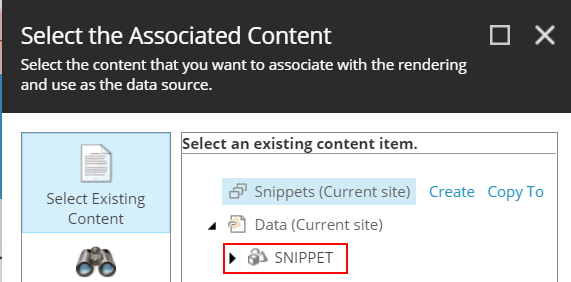 Select the Associated Content
Select the content that you want to associate with the rendering
and use as the data source.
Select Existing
Content
Select an existing content item.
Snippets (Current site) Create Copy To
Data (Current site)
SNIPPET